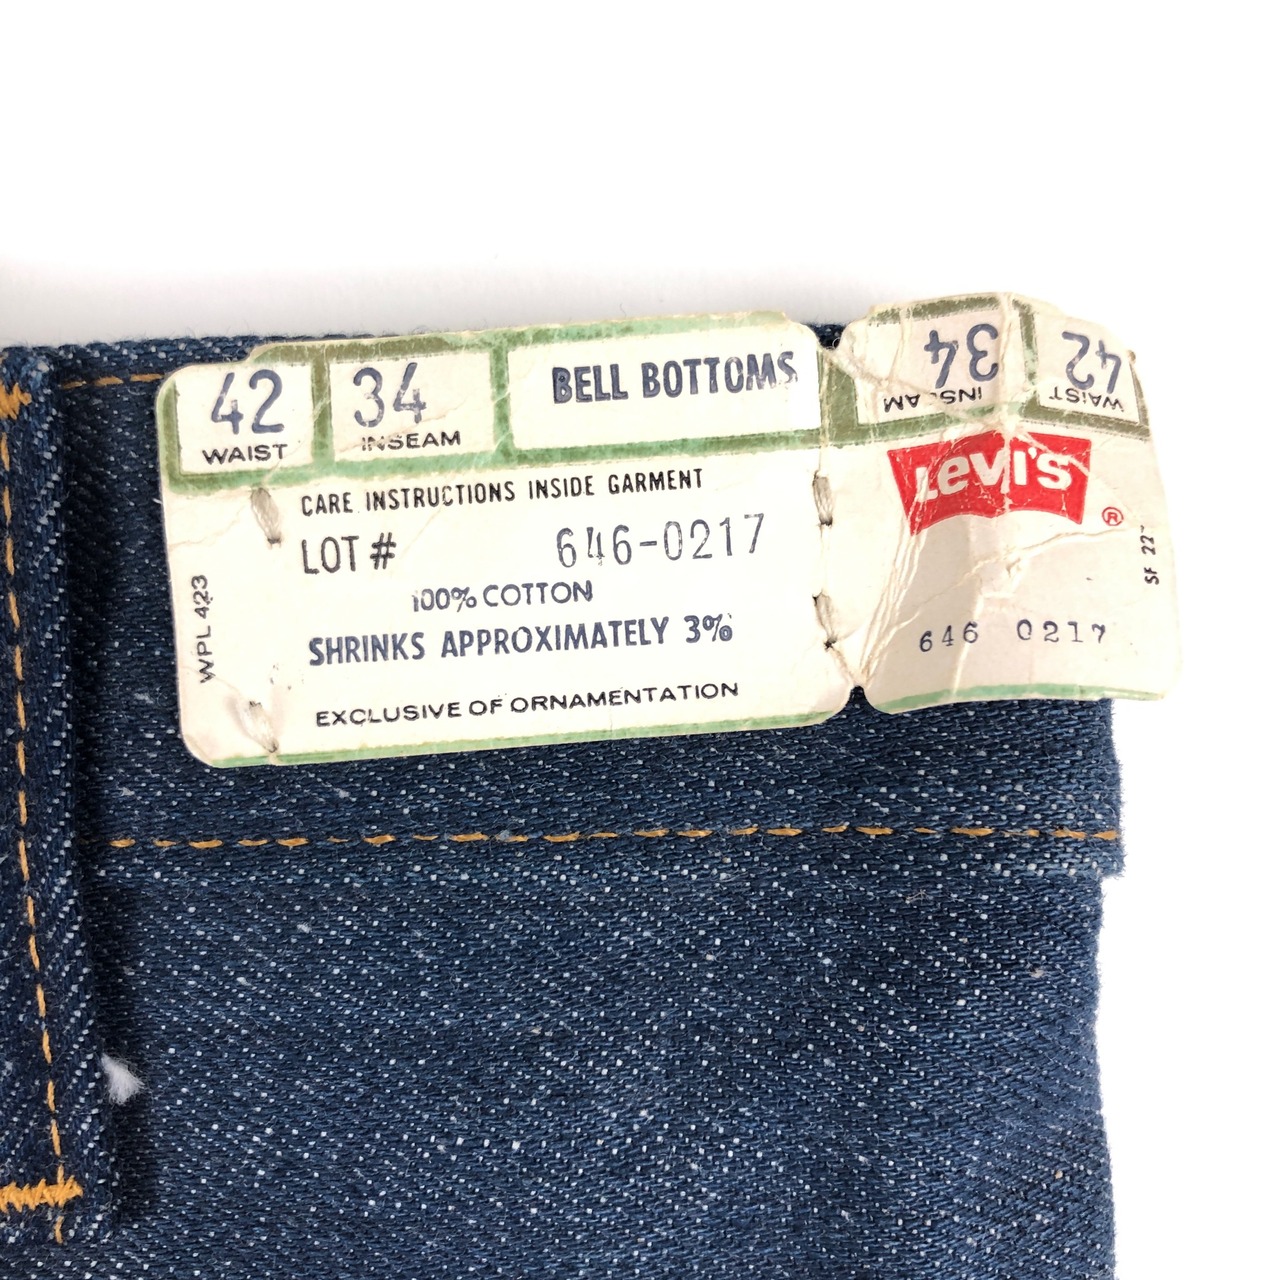 42 34 BELL BOTTOMS
WAIST INSEAM
CARE INSTRUCTIONS INSIDE GARMENT
LOT # 646-0217
100% COTTON
SHRINKS APPROXIMATELY 3%
EXCLUSIVE OF ORNAMENTATION
WPL 423
34 42
INSEAM WAIST
Levi's ®
646 0217
SF